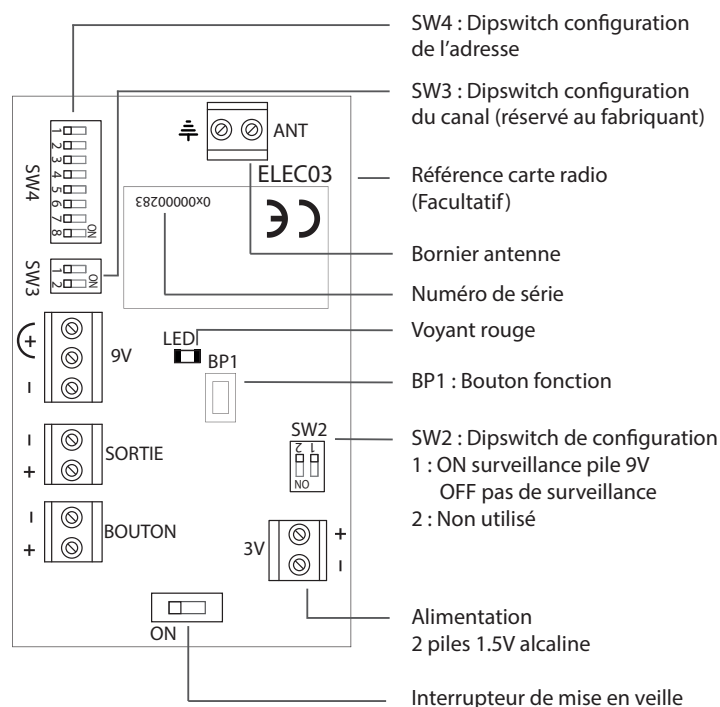 SW4 : Dipswitch configuration
de l'adresse
SW3 : Dipswitch configuration
du canal (réservé au fabriquant)
Référence carte radio
(Facultatif)
Bornier antenne
Numéro de série
Voyant rouge
BP1 : Bouton fonction
SW2 : Dipswitch de configuration
1 : ON surveillance pile 9V
OFF pas de surveillance
2 : Non utilisé
Alimentation
2 piles 1.5V alcaline
Interrupteur de mise en veille
SW4
1 2 3 4 5 6 7 8
ON
SW3
1 2
ON
ANT
ELEC03
0x00000283
CE
+
9V
–
LED
BP1
–
SORTIE
+
–
BOUTON
+
SW2
2 1
ON
3V
+
–
ON